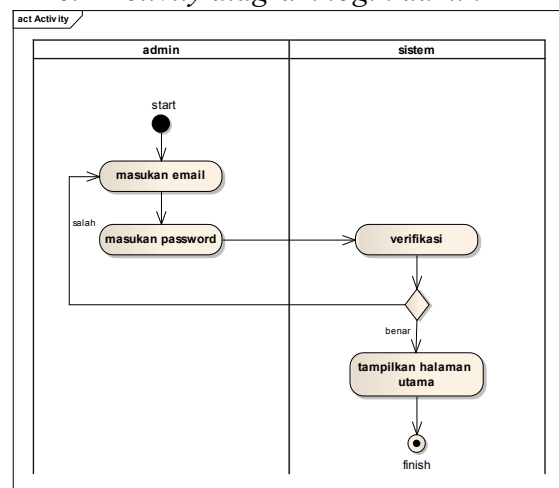 act Activity
admin
sistem
start
masukan email
salah
masukan password
verifikasi
benar
tampilkan halaman
utama
finish